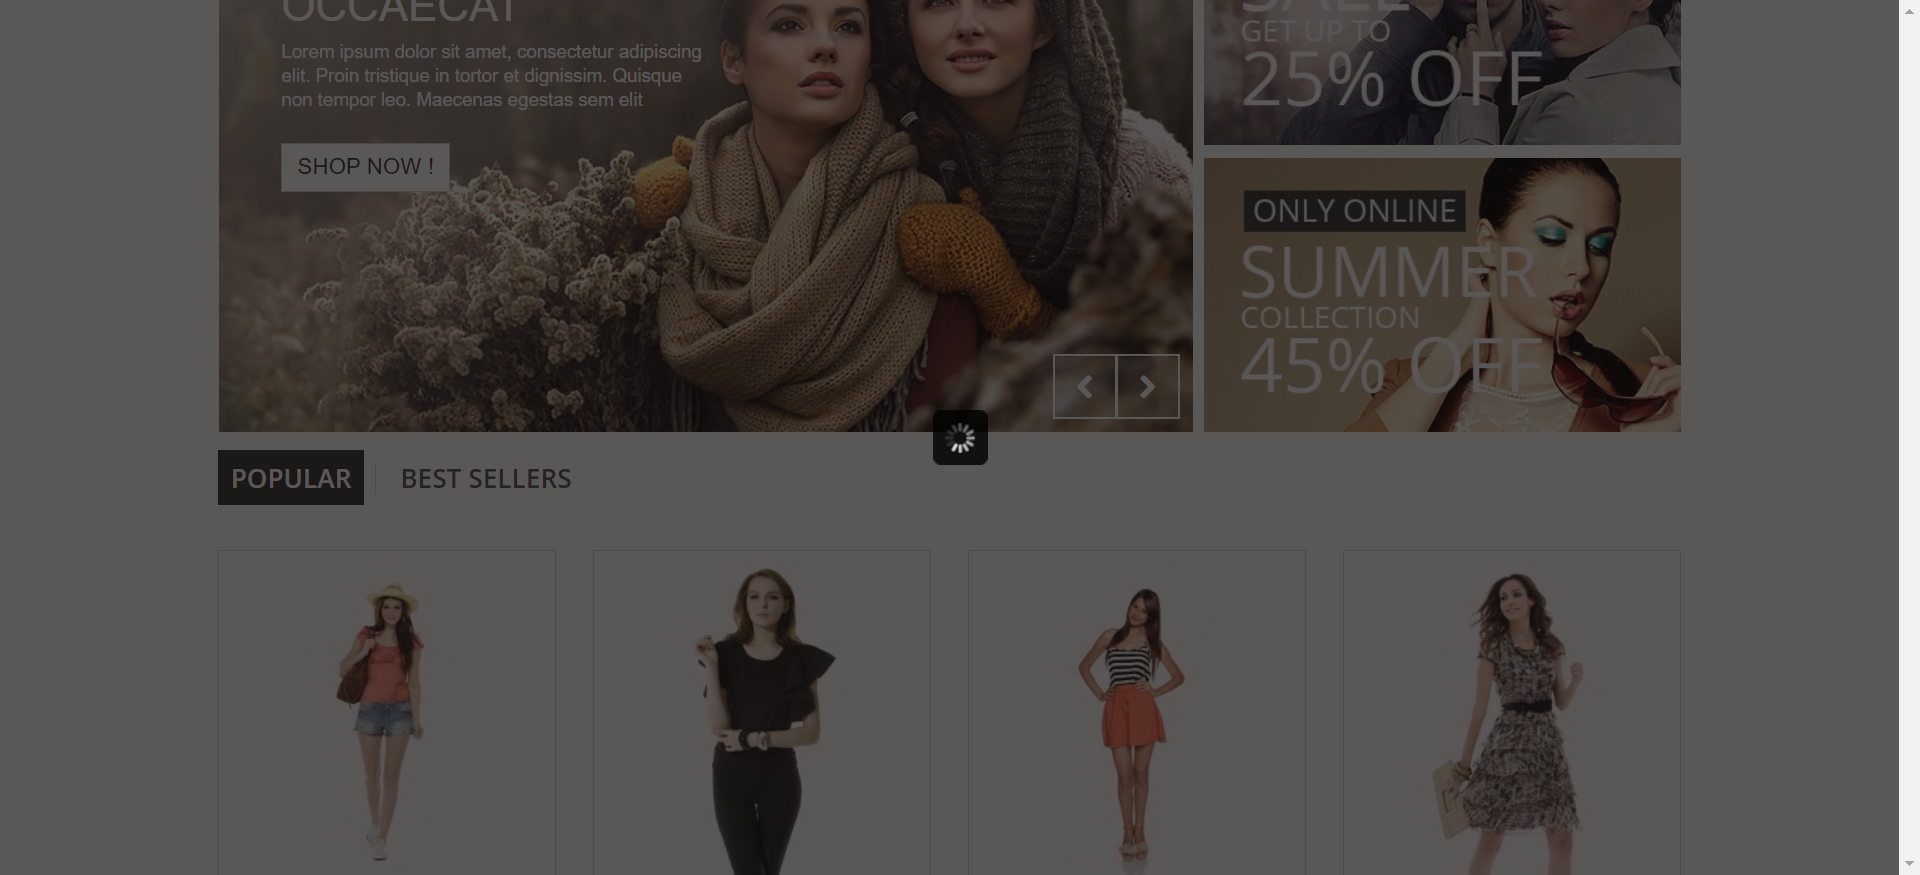 OCCAECAT
Lorem ipsum dolor sit amet, consectetur adipiscing
elit. Proin tristique in tortor et dignissim. Quisque
non tempor leo. Maecenas egestas sem elit
SHOP NOW !
SALE
GET UP TO
25% OFF
ONLY ONLINE
SUMMER
COLLECTION
45% OFF
POPULAR
BEST SELLERS